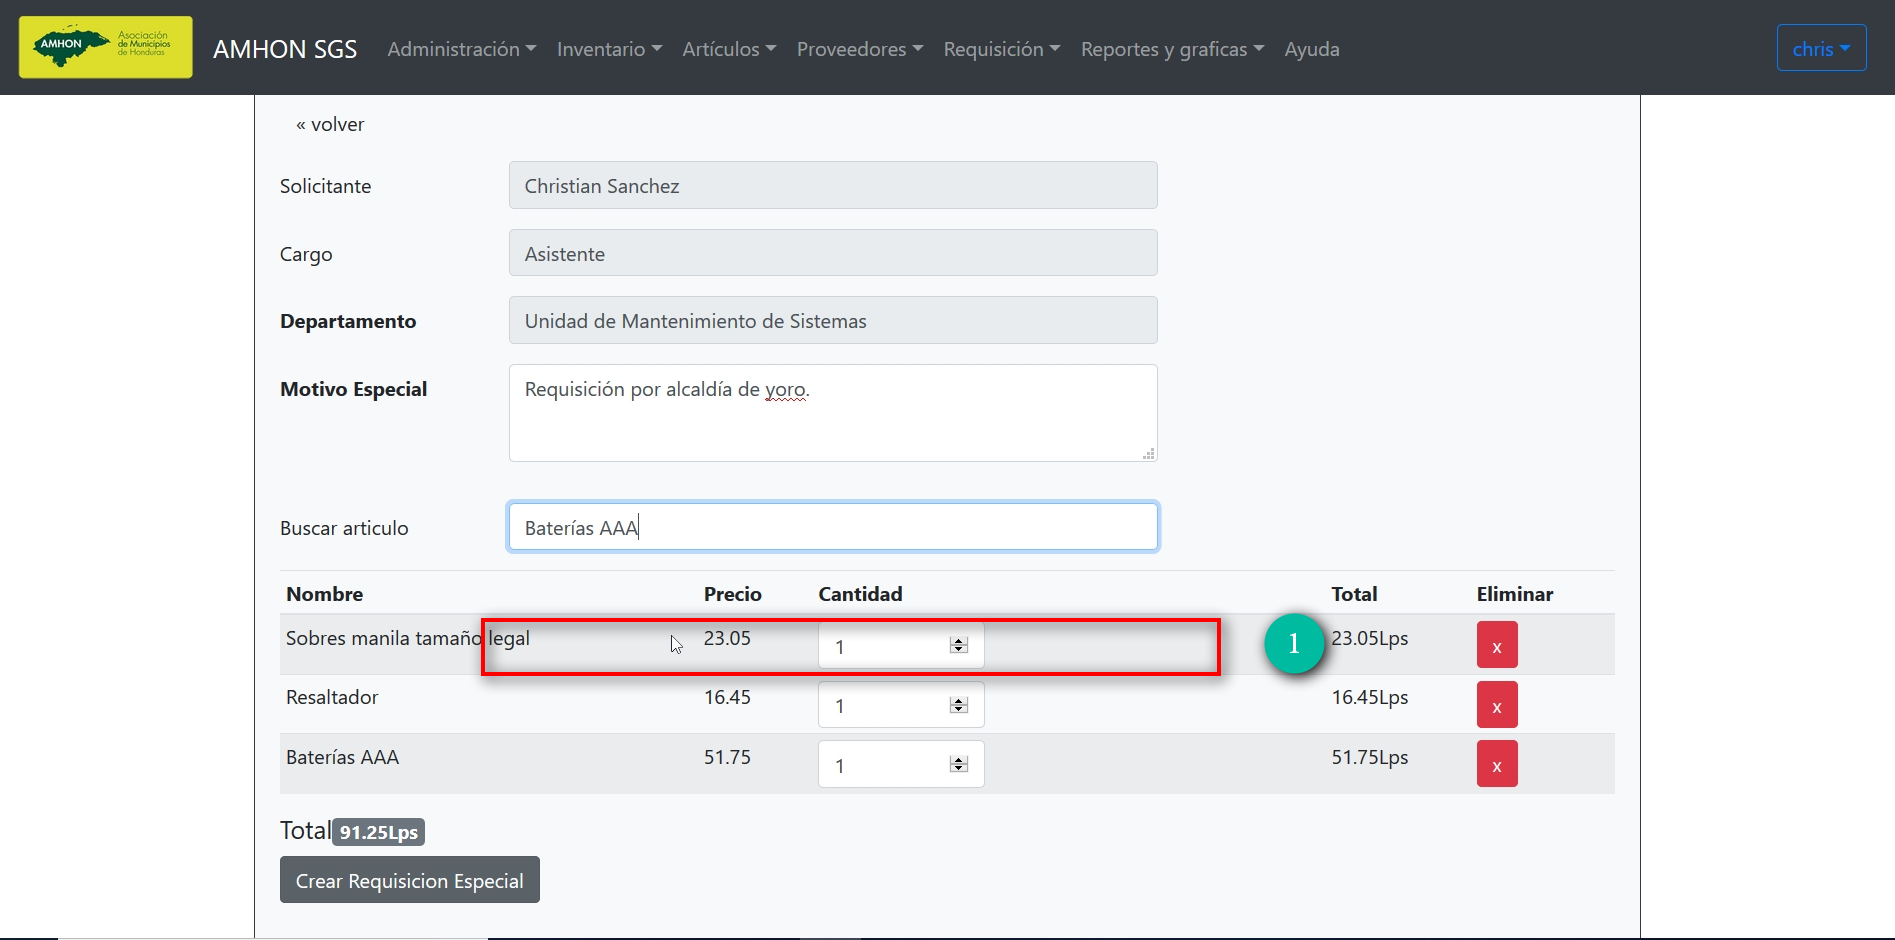 AMHON
Asociación
de Municipios
de Honduras
AMHON SGS Administración Inventario Artículos Proveedores Requisición Reportes y graficas Ayuda chris
« volver
Solicitante Christian Sanchez
Cargo Asistente
Departamento Unidad de Mantenimiento de Sistemas
Motivo Especial Requisición por alcaldía de yoro.
Buscar articulo Baterías AAA
Nombre Precio Cantidad Total Eliminar
Sobres manila tamaño legal 23.05 1 1 23.05Lps x
Resaltador 16.45 1 16.45Lps x
Baterías AAA 51.75 1 51.75Lps x
Total 91.25Lps
Crear Requisicion Especial